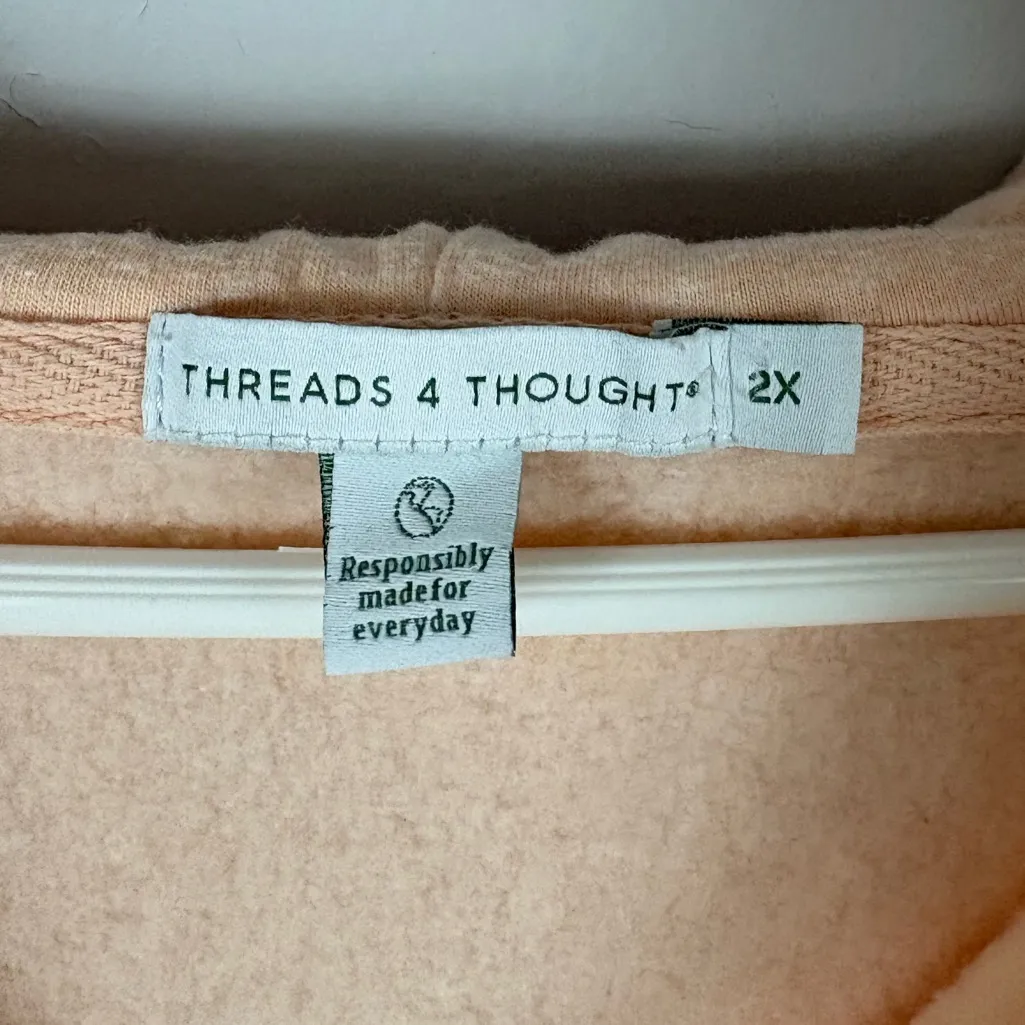 THREADS 4 THOUGHT®
2X
Responsibly
made for
everyday